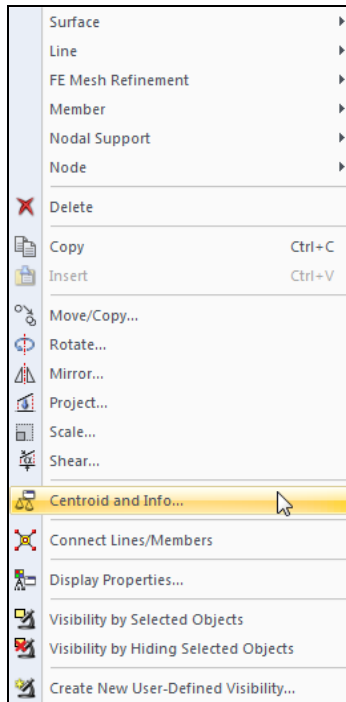 Surface
Line
FE Mesh Refinement
Member
Nodal Support
Node
Delete
Copy Ctrl+C
Insert Ctrl+V
Move/Copy...
Rotate...
Mirror...
Project...
Scale...
Shear...
Centroid and Info...
Connect Lines/Members
Display Properties...
Visibility by Selected Objects
Visibility by Hiding Selected Objects
Create New User-Defined Visibility...